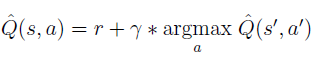 Q̂(s, a) = r + γ * argmax Q̂(s′, a′)
a